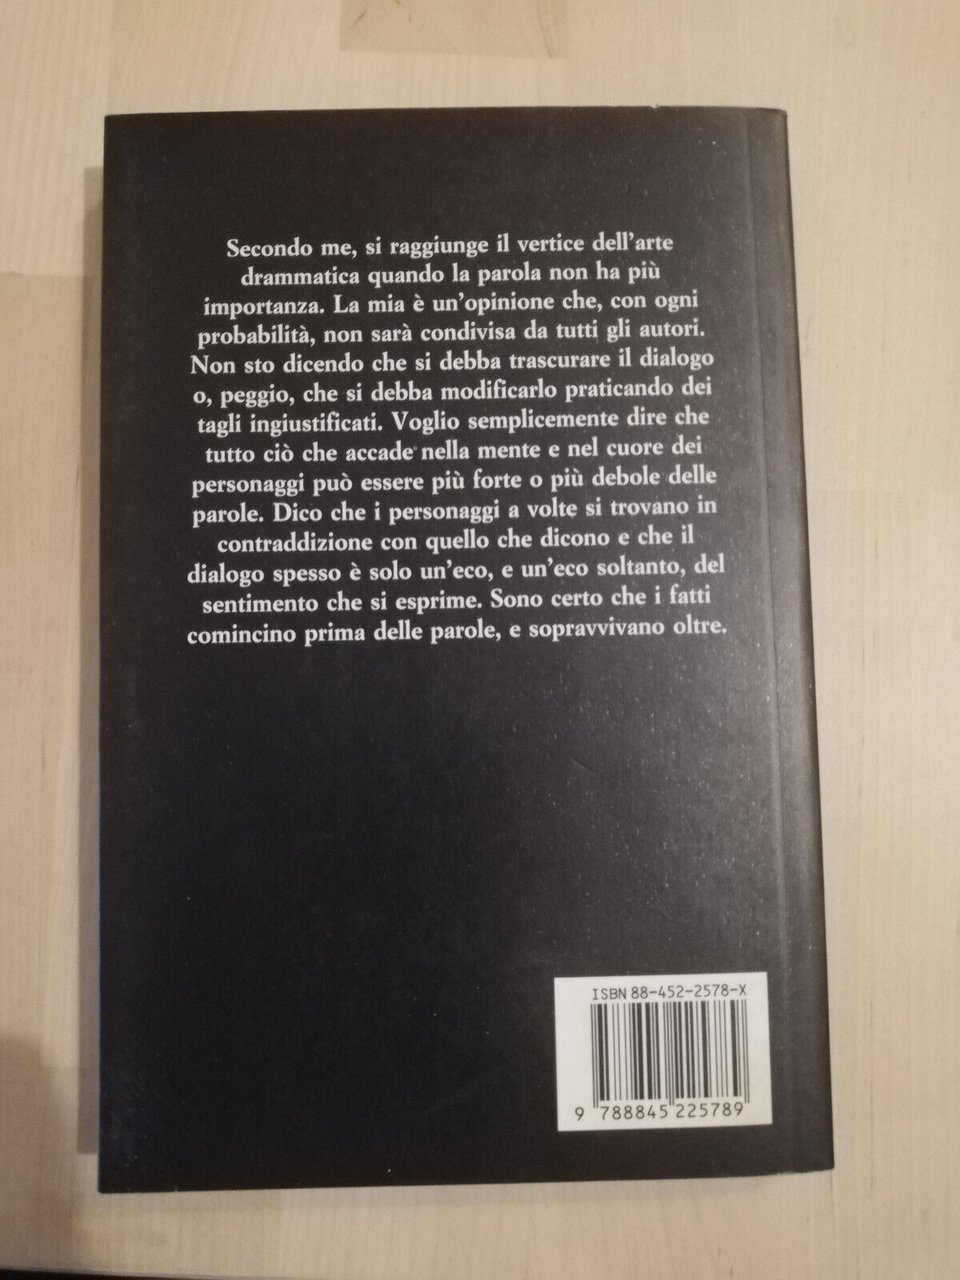 Secondo me, si raggiunge il vertice dell'arte
drammatica quando la parola non ha più
importanza. La mia è un'opinione che, con ogni
probabilità, non sarà condivisa da tutti gli autori.
Non sto dicendo che si debba trascurare il dialogo
o, peggio, che si debba modificarlo praticando dei
tagli ingiustificati. Voglio semplicemente dire che
tutto ciò che accade nella mente e nel cuore dei
personaggi può essere più forte o più debole delle
parole. Dico che i personaggi a volte si trovano in
contraddizione con quello che dicono e che il
dialogo spesso è solo un'eco, e un'eco soltanto, del
sentimento che si esprime. Sono certo che i fatti
comincino prima delle parole, e sopravvivano oltre.
ISBN 88-452-2578-X
9 788845 225789